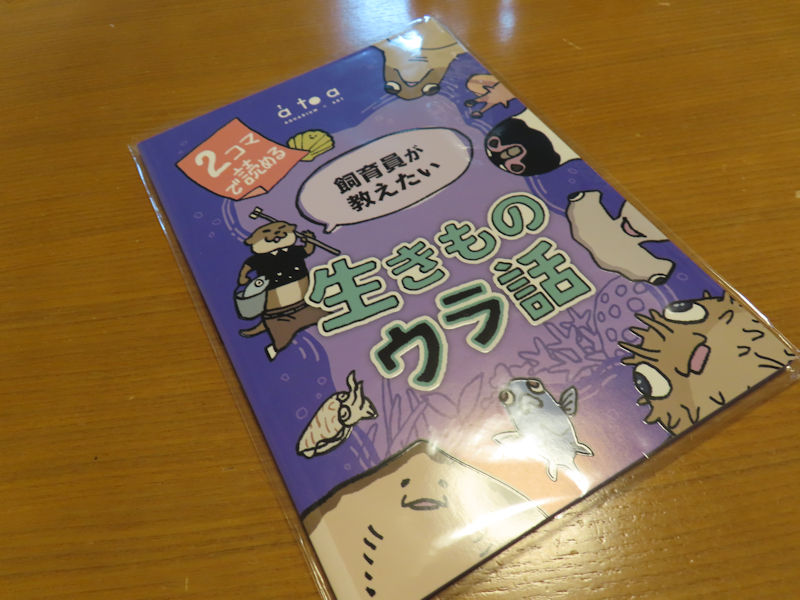 átoa
AQUARIUM × ART
2コマ
で読める
飼育員が
教えたい
生きもの
ウラ話